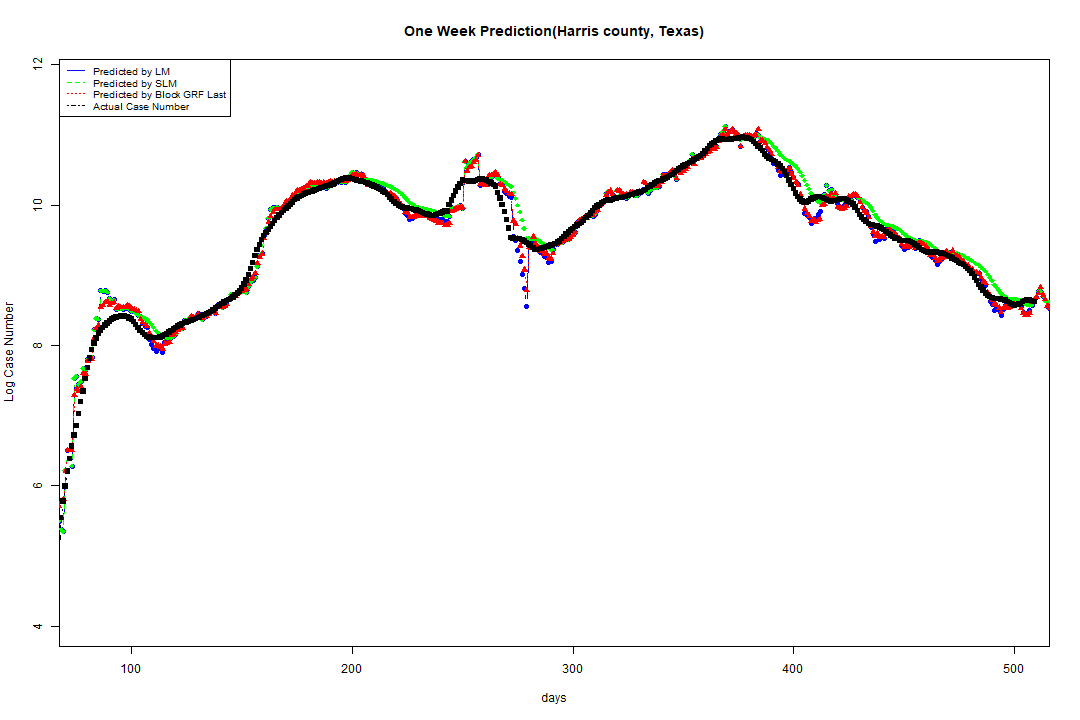 One Week Prediction(Harris county, Texas)
Predicted by LM
Predicted by SLM
Predicted by Block GRF Last
Actual Case Number
12
10
8
6
4
Log Case Number
100 200 300 400 500
days